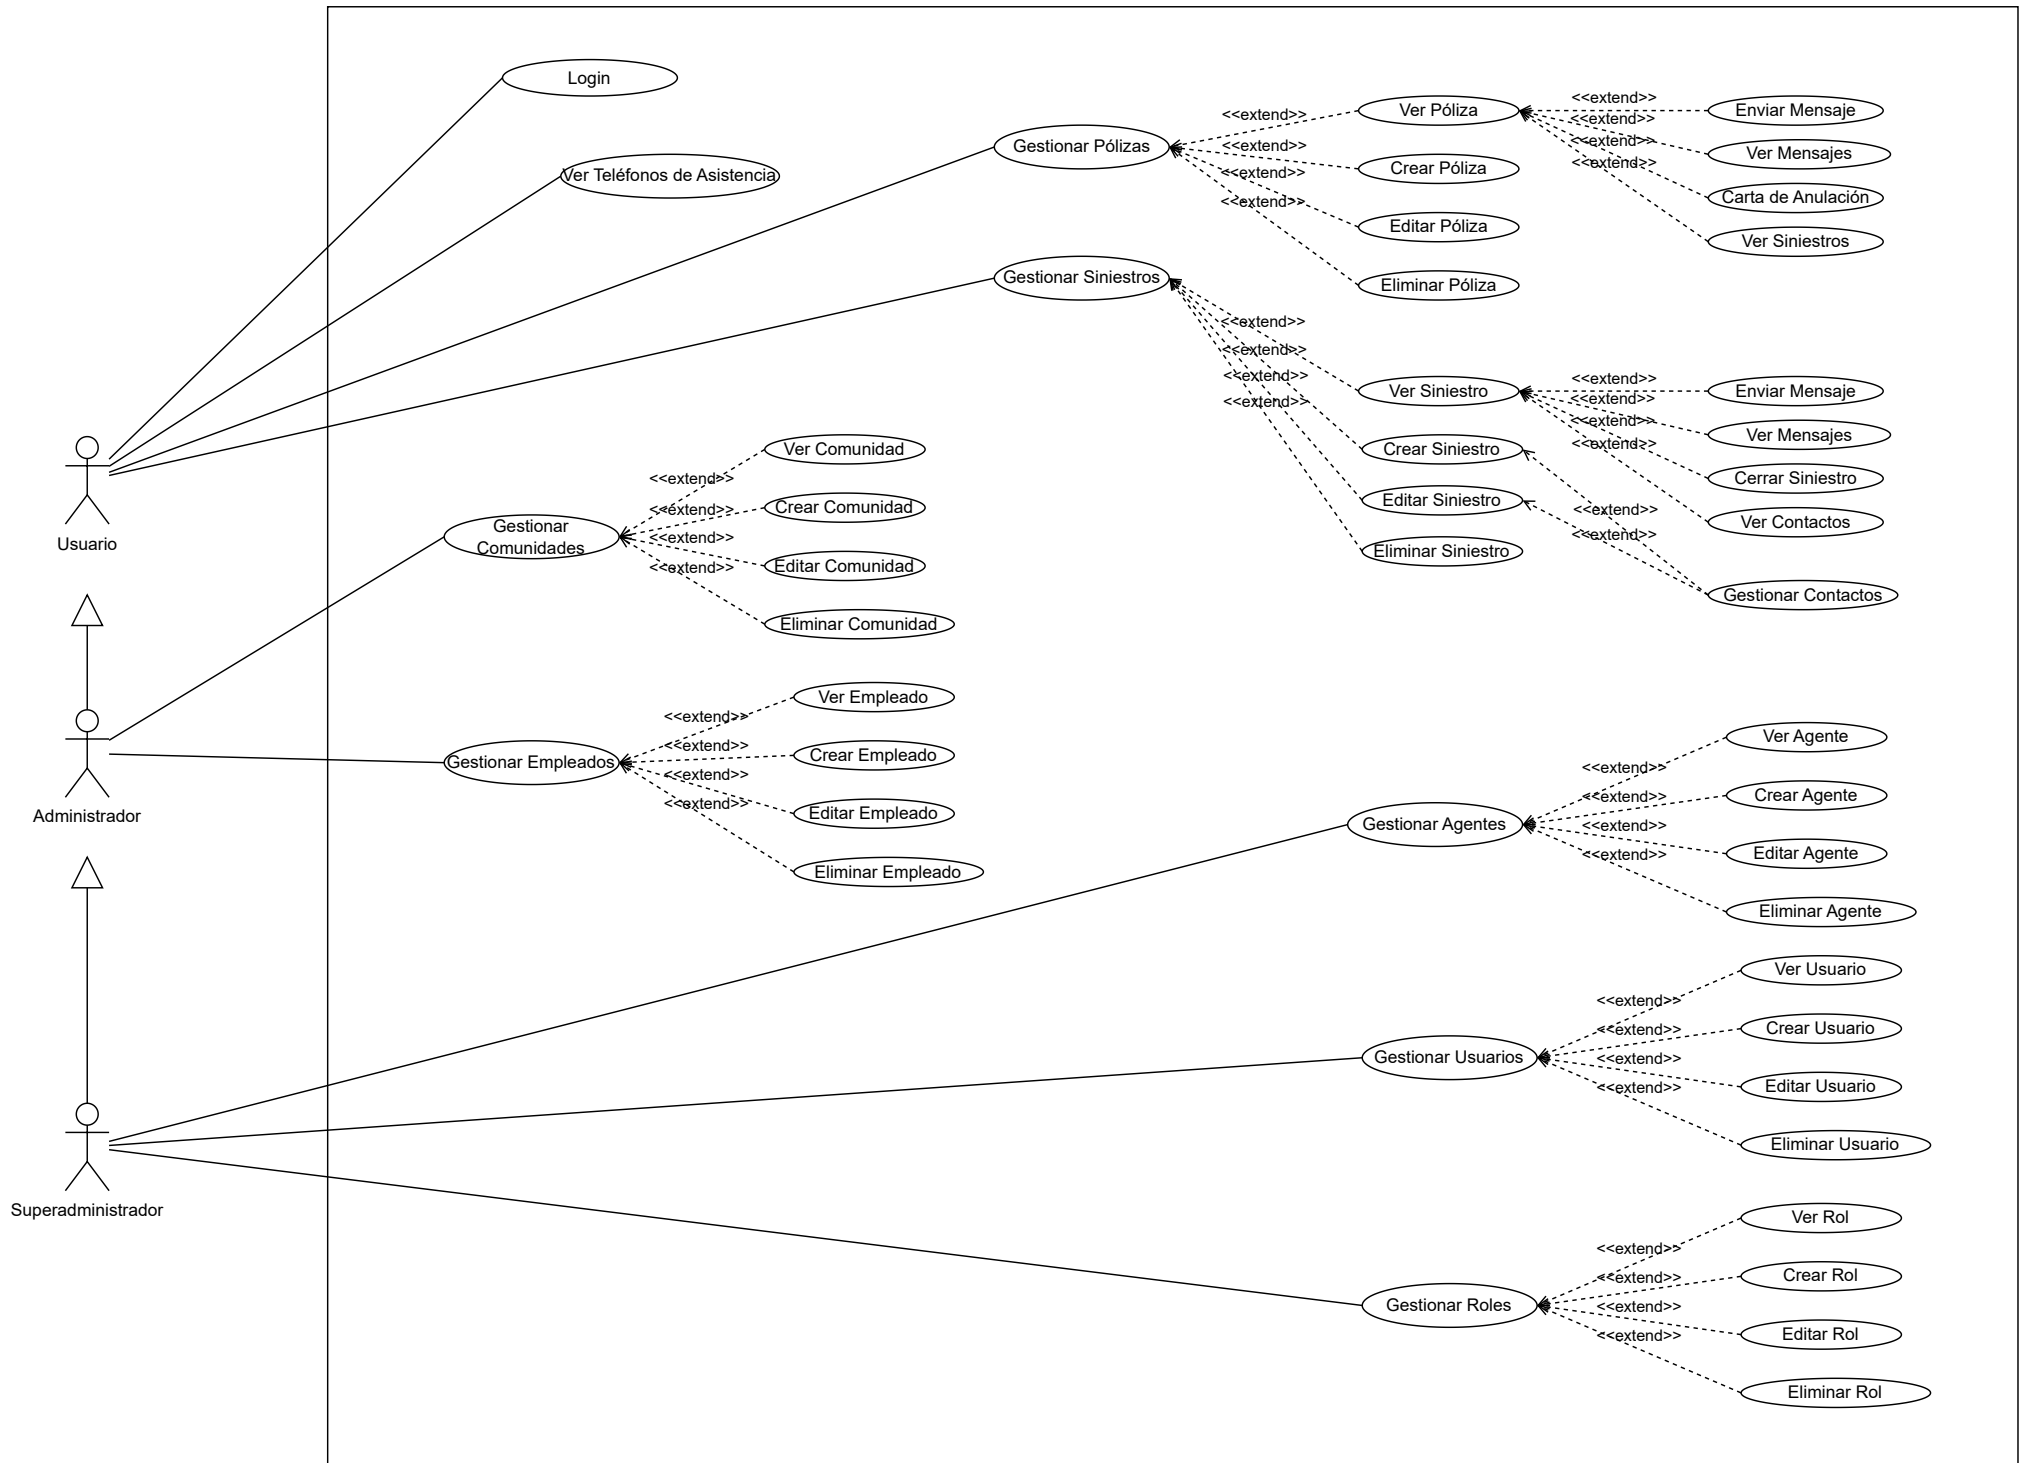 Login
Ver Teléfonos de Asistencia
Gestionar Pólizas
<<extend>>
<<extend>>
<<extend>>
<<extend>>
Ver Póliza
Crear Póliza
Editar Póliza
Eliminar Póliza
<<extend>>
<<extend>>
<<extend>>
<<extend>>
Enviar Mensaje
Ver Mensajes
Carta de Anulación
Ver Siniestros
Gestionar Siniestros
<<extend>>
<<extend>>
<<extend>>
<<extend>>
Ver Siniestro
Crear Siniestro
Editar Siniestro
Eliminar Siniestro
<<extend>>
<<extend>>
<<extend>>
<<extend>>
Enviar Mensaje
Ver Mensajes
Cerrar Siniestro
Ver Contactos
<<extend>>
<<extend>>
Gestionar Contactos
Usuario
Gestionar
Comunidades
<<extend>>
<<extend>>
<<extend>>
<<extend>>
Ver Comunidad
Crear Comunidad
Editar Comunidad
Eliminar Comunidad
Administrador
Gestionar Empleados
<<extend>>
<<extend>>
<<extend>>
<<extend>>
Ver Empleado
Crear Empleado
Editar Empleado
Eliminar Empleado
Gestionar Agentes
<<extend>>
<<extend>>
<<extend>>
<<extend>>
Ver Agente
Crear Agente
Editar Agente
Eliminar Agente
Superadministrador
Gestionar Usuarios
<<extend>>
<<extend>>
<<extend>>
<<extend>>
Ver Usuario
Crear Usuario
Editar Usuario
Eliminar Usuario
Gestionar Roles
<<extend>>
<<extend>>
<<extend>>
<<extend>>
Ver Rol
Crear Rol
Editar Rol
Eliminar Rol